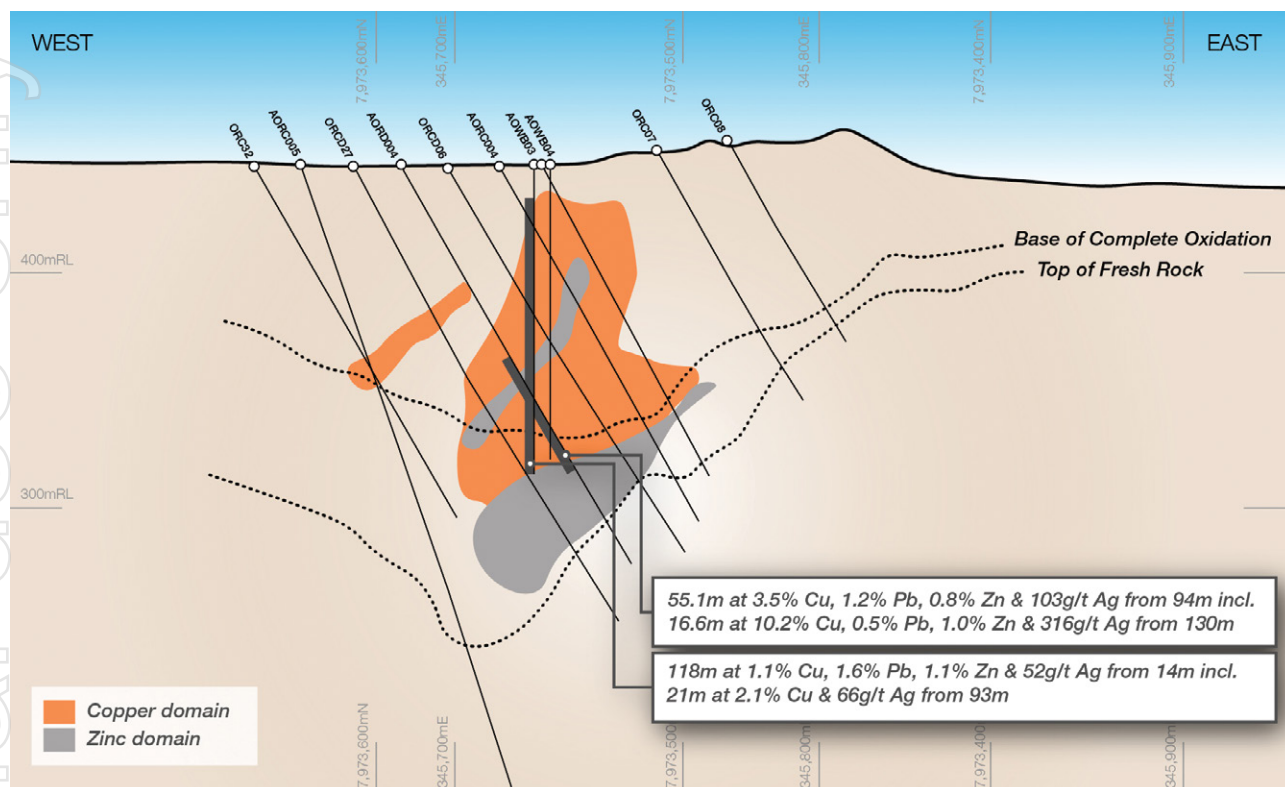 WEST
EAST
7,973,600mN
345,700mE
7,973,500mN
345,800mE
7,973,400mN
345,900mE
ORC32
AORC005
ORCD27
AORD004
ORCD06
AORC004
AOWB03
AOWB04
ORC07
ORC08
Base of Complete Oxidation
Top of Fresh Rock
400mRL
300mRL
55.1m at 3.5% Cu, 1.2% Pb, 0.8% Zn & 103g/t Ag from 94m incl.
16.6m at 10.2% Cu, 0.5% Pb, 1.0% Zn & 316g/t Ag from 130m
118m at 1.1% Cu, 1.6% Pb, 1.1% Zn & 52g/t Ag from 14m incl.
21m at 2.1% Cu & 66g/t Ag from 93m
Copper domain
Zinc domain
7,973,600mN
345,700mE
7,973,500
345,800m
7,973,400
345,900m